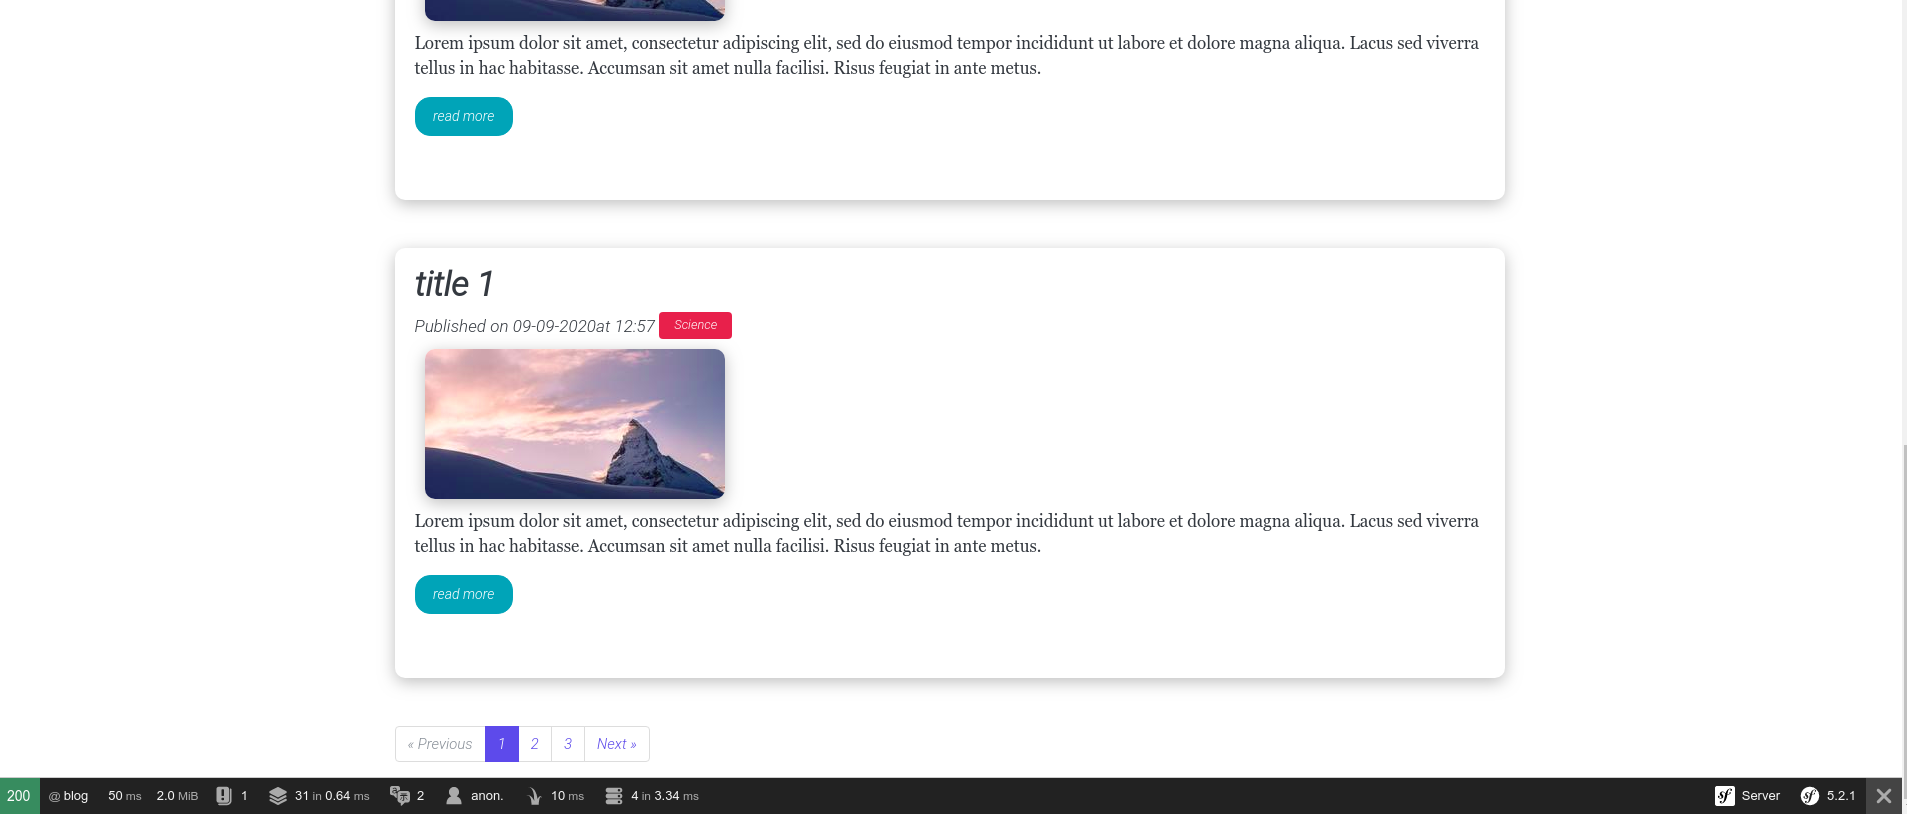 Lorem ipsum dolor sit amet, consectetur adipiscing elit, sed do eiusmod tempor incididunt ut labore et dolore magna aliqua. Lacus sed viverra
tellus in hac habitasse. Accumsan sit amet nulla facilisi. Risus feugiat in ante metus.
read more
title 1
Published on 09-09-2020at 12:57 Science
Lorem ipsum dolor sit amet, consectetur adipiscing elit, sed do eiusmod tempor incididunt ut labore et dolore magna aliqua. Lacus sed viverra
tellus in hac habitasse. Accumsan sit amet nulla facilisi. Risus feugiat in ante metus.
read more
« Previous 1 2 3 Next »
200 @ blog 50 ms 2.0 MiB 1 31 in 0.64 ms 2 anon. 10 ms 4 in 3.34 ms sf Server sf 5.2.1